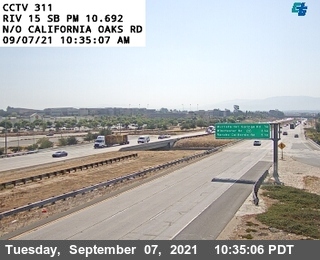 CCTV 311
RIV 15 SB PM 10.692
N/O CALIFORNIA OAKS RD
09/07/21 10:35:07 AM
Tuesday, September 07, 2021 10:35:06 PDT